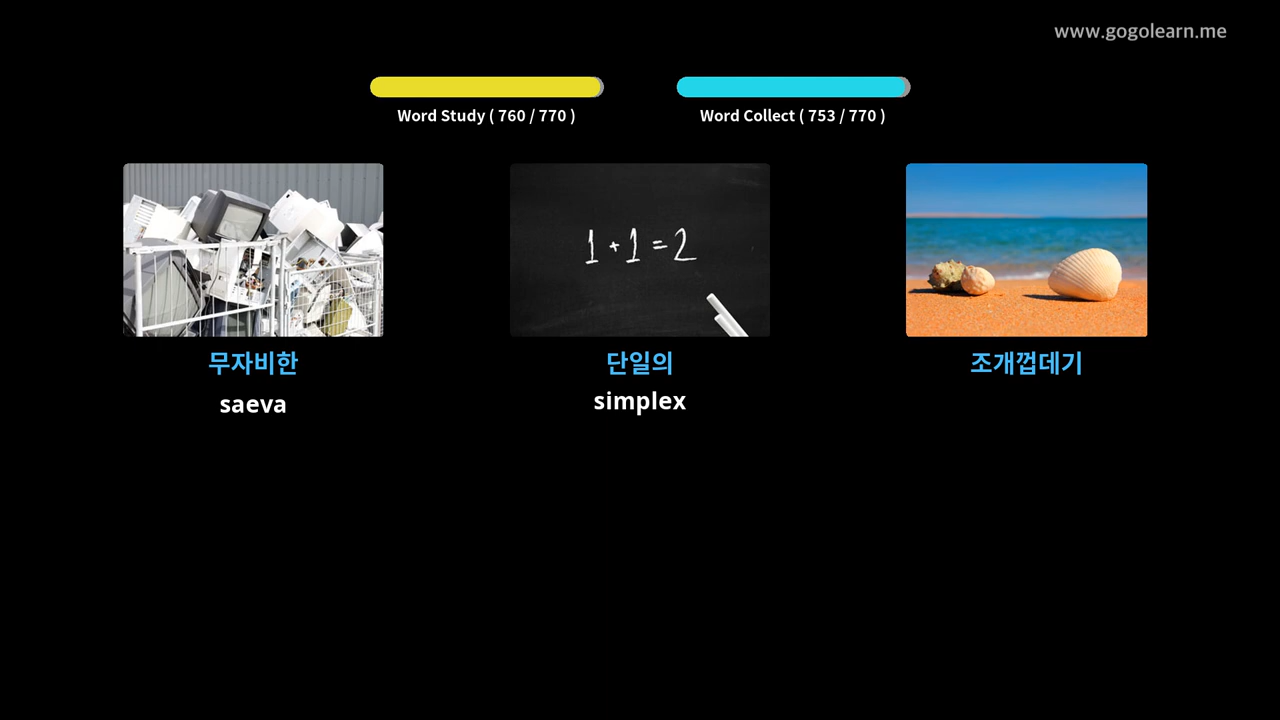 www.gogolearn.me
Word Study ( 760 / 770 )
Word Collect ( 753 / 770 )
1 + 1 = 2
무자비한
단일의
조개껍데기
saeva
simplex